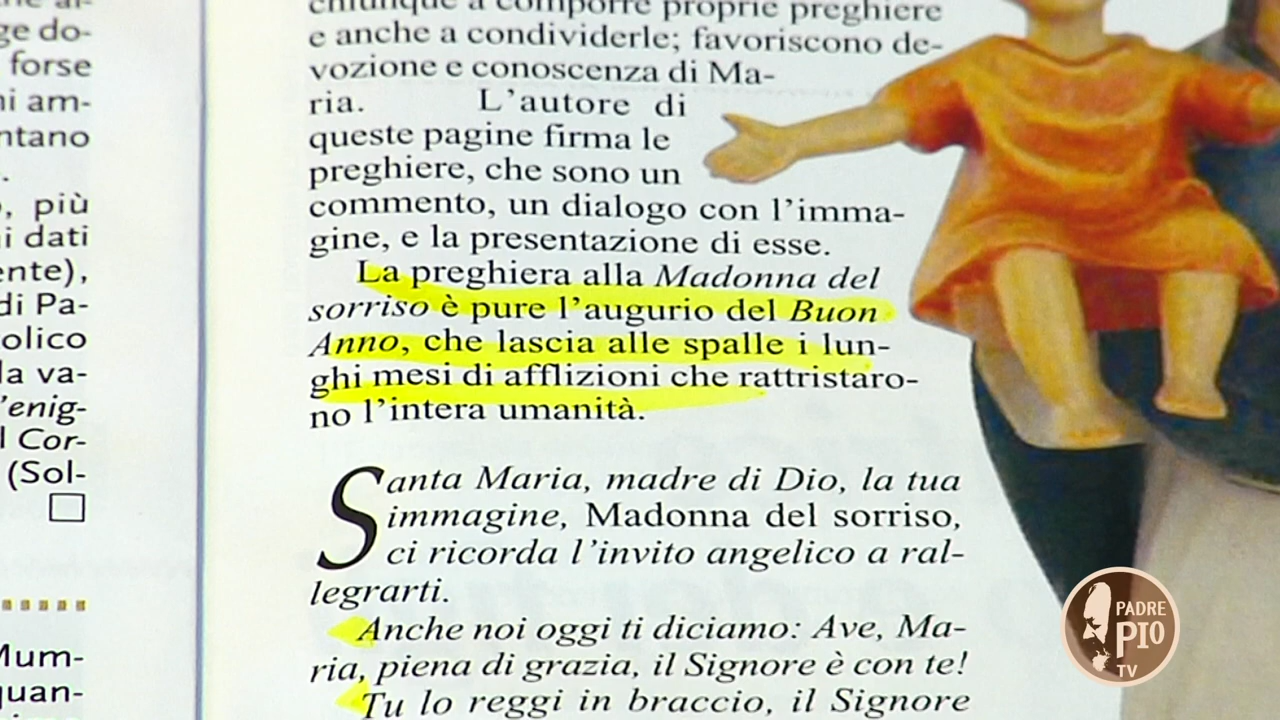 ge do-
forse
ni am-
ntano
più
i dati
ente),
di Pa-
olico
la va-
l'enig-
l Cor-
(Sol-
Mum-
quan-
chiunque a comporre proprie preghiere
e anche a condividerle; favoriscono de-
vozione e conoscenza di Ma-
ria. L'autore di
queste pagine firma le
preghiere, che sono un
commento, un dialogo con l'imma-
gine, e la presentazione di esse.
La preghiera alla Madonna del
sorriso è pure l'augurio del Buon
Anno, che lascia alle spalle i lun-
ghi mesi di afflizioni che rattristaro-
no l'intera umanità.
Santa Maria, madre di Dio, la tua
immagine, Madonna del sorriso,
ci ricorda l'invito angelico a ral-
legrarti.
Anche noi oggi ti diciamo: Ave, Ma-
ria, piena di grazia, il Signore è con te!
Tu lo reggi in braccio, il Signore
PADRE
PIO
TV